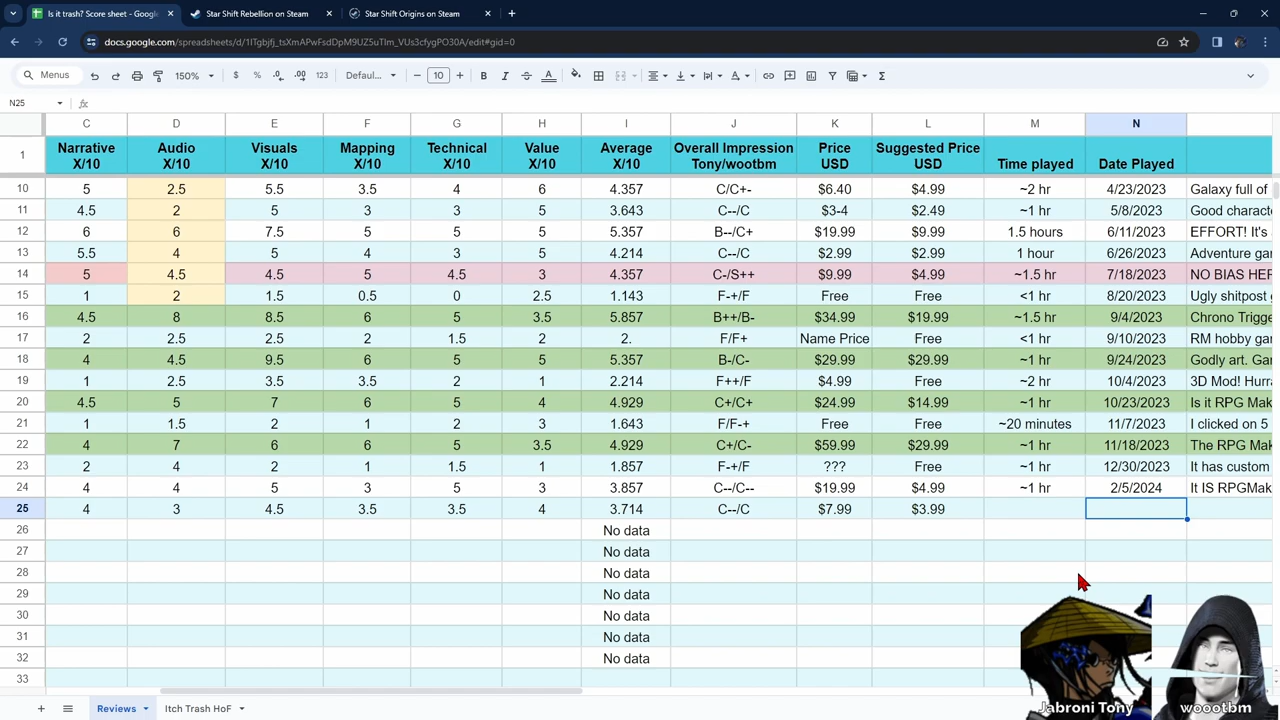 Is it trash? Score sheet - Google
Star Shift Rebellion on Steam
Star Shift Origins on Steam
Menus
150%
$ % .0 .00 123
Defaul...
10
B I
N25
fx
C D E F G H I J K L M N
1
Narrative X/10
Audio X/10
Visuals X/10
Mapping X/10
Technical X/10
Value X/10
Average X/10
Overall Impression Tony/wootbm
Price USD
Suggested Price USD
Time played
Date Played
10 5 2.5 5.5 3.5 4 6 4.357 C/C+- $6.40 $4.99 ~2 hr 4/23/2023 Galaxy full of
11 4.5 2 5 3 3 5 3.643 C--/C $3-4 $2.49 ~1 hr 5/8/2023 Good charact
12 6 6 7.5 5 5 5 5.357 B--/C+ $19.99 $9.99 1.5 hours 6/11/2023 EFFORT! It's
13 5.5 4 5 4 3 5 4.214 C--/C $2.99 $2.99 1 hour 6/26/2023 Adventure gar
14 5 4.5 4.5 5 4.5 3 4.357 C-/S++ $9.99 $4.99 ~1.5 hr 7/18/2023 NO BIAS HER
15 1 2 1.5 0.5 0 2.5 1.143 F-+/F Free Free <1 hr 8/20/2023 Ugly shitpost
16 4.5 8 8.5 6 5 3.5 5.857 B++/B- $34.99 $19.99 ~1.5 hr 9/4/2023 Chrono Trigge
17 2 2.5 2.5 2 1.5 2 2. F/F+ Name Price Free <1 hr 9/10/2023 RM hobby gar
18 4 4.5 9.5 6 5 5 5.357 B-/C- $29.99 $29.99 ~1 hr 9/24/2023 Godly art. Gar
19 1 2.5 3.5 3.5 2 1 2.214 F++/F $4.99 Free ~2 hr 10/4/2023 3D Mod! Hurr
20 4.5 5 7 6 5 2 4.929 C+/C+ $24.99 $14.99 ~1 hr 10/23/2023 Is it RPG Mak
21 1 1.5 2 1 2 3 1.643 F/F-+ Free Free ~20 minutes 11/7/2023 I clicked on 5
22 4 7 6 6 5 3.5 4.929 C+/C- $59.99 $29.99 ~1 hr 11/18/2023 The RPG Mak
23 2 4 2 1 1.5 1 1.857 F-+/F ??? Free ~1 hr 12/30/2023 It has custom
24 4 4 5 3 5 3 3.857 C--/C-- $19.99 $4.99 ~1 hr 2/5/2024 It IS RPGMak
25 4 3 4.5 3.5 3.5 4 3.714 C--/C $7.99 $3.99
26 No data
27 No data
28 No data
29 No data
30 No data
31 No data
32 No data
33
Jabroni Tony
woootbm
Reviews
Itch Trash HoF